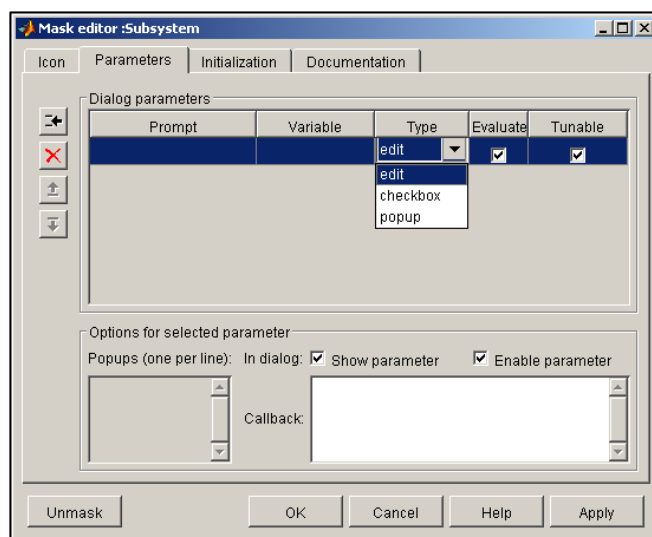 Mask editor :Subsystem
Icon Parameters Initialization Documentation
Dialog parameters
Prompt Variable Type Evaluate Tunable
edit
edit
checkbox
popup
Options for selected parameter
Popups (one per line): In dialog: Show parameter Enable parameter
Callback:
Unmask OK Cancel Help Apply